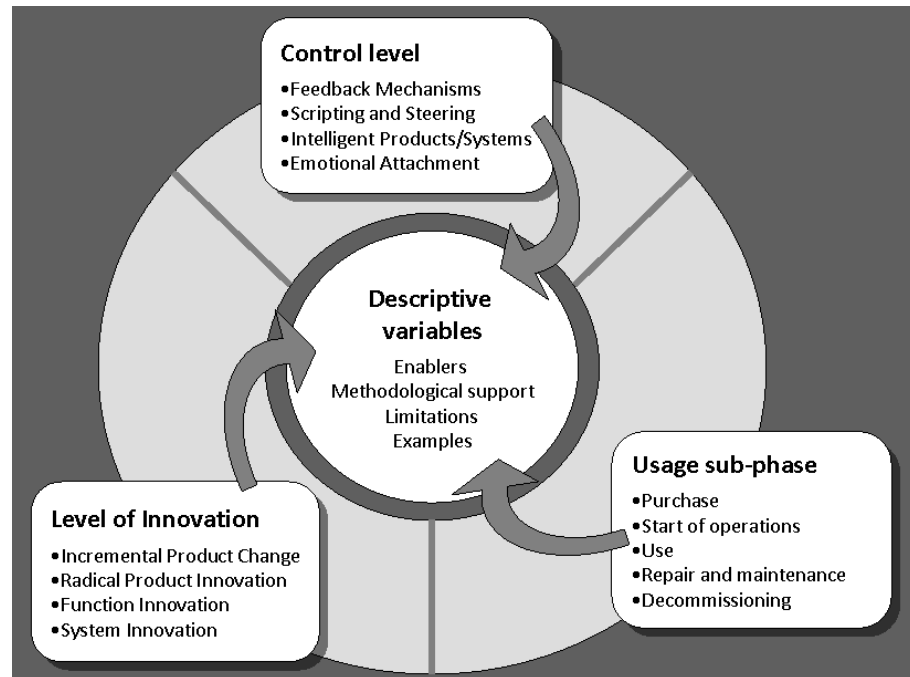 Control level
•Feedback Mechanisms
•Scripting and Steering
•Intelligent Products/Systems
•Emotional Attachment
Descriptive
variables
Enablers
Methodological support
Limitations
Examples
Level of Innovation
•Incremental Product Change
•Radical Product Innovation
•Function Innovation
•System Innovation
Usage sub-phase
•Purchase
•Start of operations
•Use
•Repair and maintenance
•Decommissioning